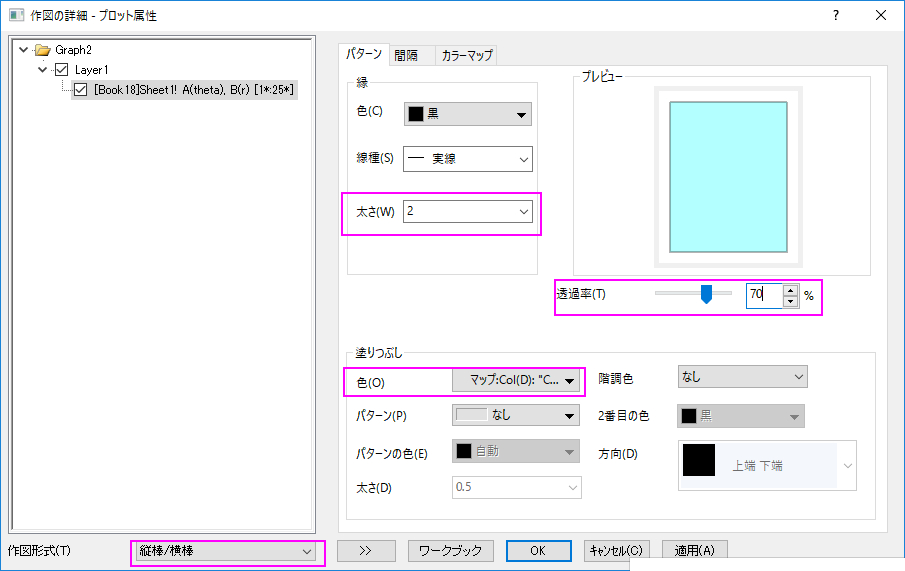 作図の詳細 - プロット属性
Graph2
Layer1
[Book18]Sheet1! A(theta), B(r) [1*:25*]
パターン 間隔 カラーマップ
縁
色(C) 黒
線種(S) 実線
太さ(W) 2
プレビュー
透過率(T) 70 %
塗りつぶし
色(O) マップ:Col(D): "C...
階調色 なし
パターン(P) なし
2番目の色 黒
パターンの色(E) 自動
方向(D) 上端 下端
太さ(D) 0.5
作図形式(T) 縦棒/横棒 >> ワークブック OK キャンセル(C) 適用(A)